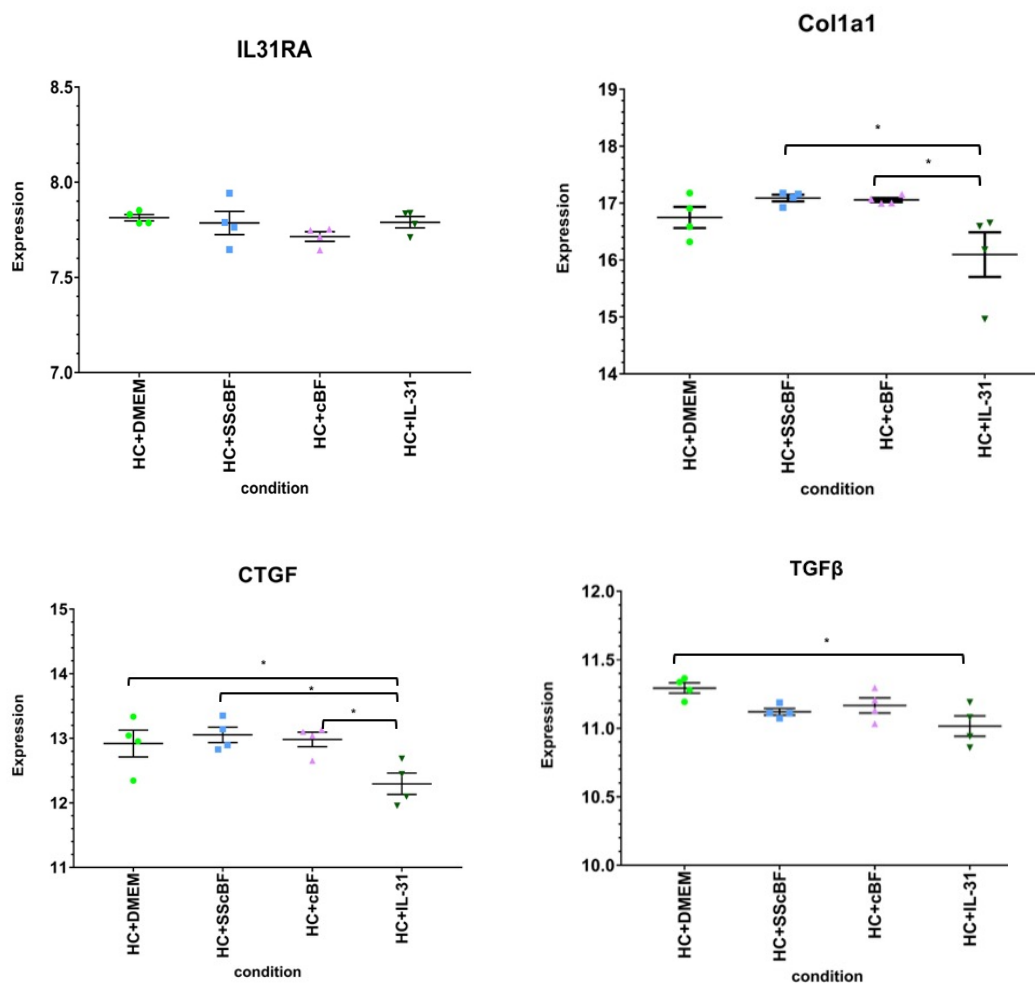 IL31RA
Expression
8.5
8.0
7.5
7.0
HC+DMEM
HC+SScBF
HC+cBF
HC+IL-31
condition
Col1a1
Expression
19
18
17
16
15
14
*
*
HC+DMEM
HC+SScBF
HC+cBF
HC+IL-31
condition
CTGF
Expression
15
14
13
12
11
*
*
*
HC+DMEM
HC+SScBF
HC+cBF
HC+IL-31
condition
TGFβ
Expression
12.0
11.5
11.0
10.5
10.0
*
HC+DMEM
HC+SScBF
HC+cBF
HC+IL-31
condition